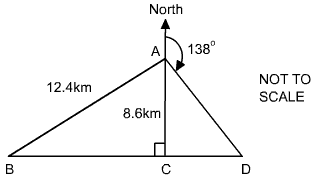 North
A
138°
12.4km
NOT TO
SCALE
8.6km
B
C
D